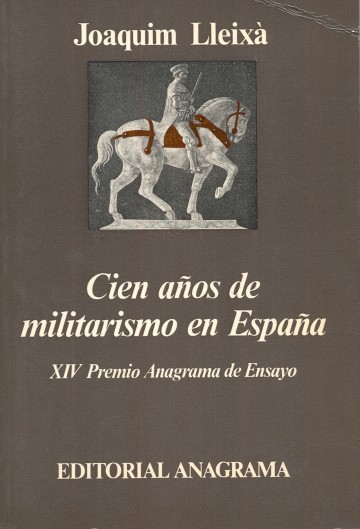 Joaquim Lleixà
Cien años de
militarismo en España
XIV Premio Anagrama de Ensayo
EDITORIAL ANAGRAMA